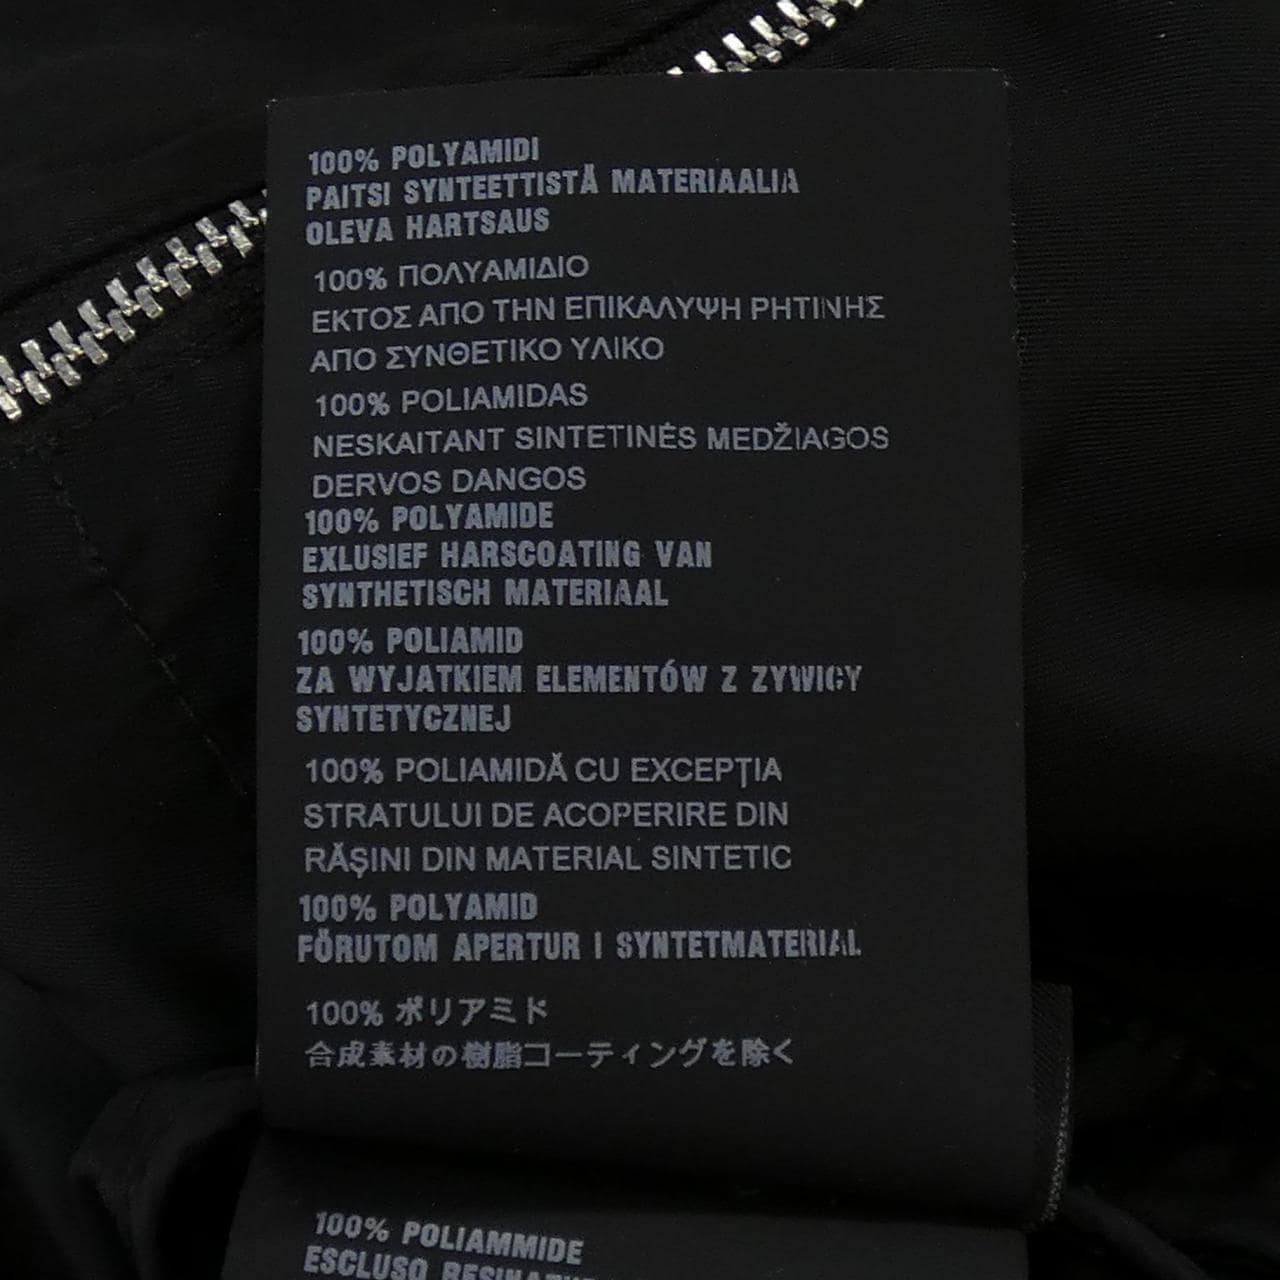 100% POLYAMIDI
PAITSI SYNTEETTISTÄ MATERIAALIA
OLEVA HARTSAUS
100% ΠΟΛΥΑΜΙΔΙΟ
ΕΚΤΟΣ ΑΠΟ ΤΗΝ ΕΠΙΚΑΛΥΨΗ ΡΗΤΙΝΗΣ
ΑΠΟ ΣΥΝΘΕΤΙΚΟ ΥΛΙΚΟ
100% POLIAMIDAS
NESKAITANT SINTETINĖS MEDŽIAGOS
DERVOS DANGOS
100% POLYAMIDE
EXLUSIEF HARSCOATING VAN
SYNTHETISCH MATERIAAL
100% POLIAMID
ZA WYJATKIEM ELEMENTÓW Z ZYWICY
SYNTETYCZNEJ
100% POLIAMIDĂ CU EXCEPŢIA
STRATULUI DE ACOPERIRE DIN
RĂŞINI DIN MATERIAL SINTETIC
100% POLYAMID
FÖRUTOM APERTUR I SYNTETMATERIAL
100% ポリアミド
合成素材の樹脂コーティングを除く
100% POLIAMMIDE
ESCLUSO